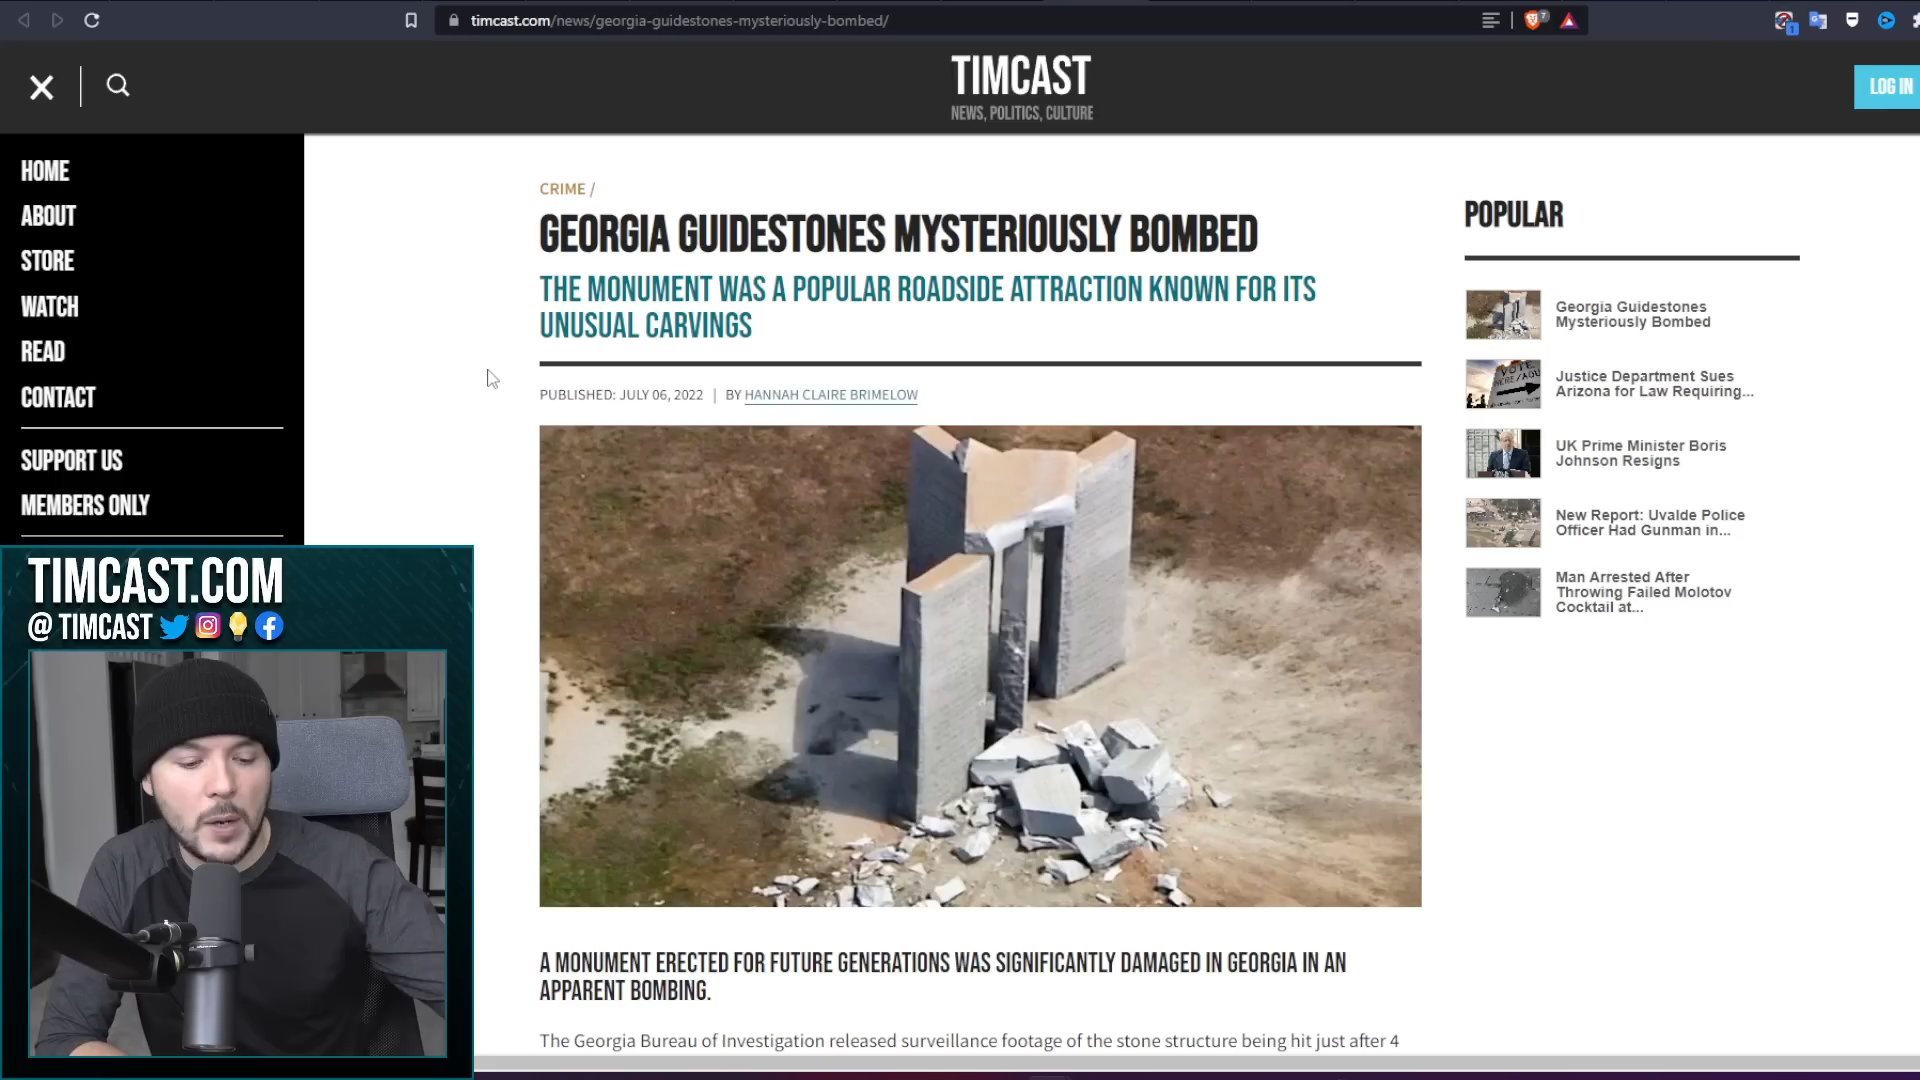 timcast.com/news/georgia-guidestones-mysteriously-bombed/
7
1
TIMCAST
NEWS, POLITICS, CULTURE
LOG IN
HOME
ABOUT
STORE
WATCH
READ
CONTACT
SUPPORT US
MEMBERS ONLY
CRIME /
GEORGIA GUIDESTONES MYSTERIOUSLY BOMBED
THE MONUMENT WAS A POPULAR ROADSIDE ATTRACTION KNOWN FOR ITS
UNUSUAL CARVINGS
PUBLISHED: JULY 06, 2022 | BY HANNAH CLAIRE BRIMELOW
A MONUMENT ERECTED FOR FUTURE GENERATIONS WAS SIGNIFICANTLY DAMAGED IN GEORGIA IN AN
APPARENT BOMBING.
The Georgia Bureau of Investigation released surveillance footage of the stone structure being hit just after 4
POPULAR
Georgia Guidestones
Mysteriously Bombed
VOTE
Justice Department Sues
Arizona for Law Requiring...
UK Prime Minister Boris
Johnson Resigns
New Report: Uvalde Police
Officer Had Gunman in...
Man Arrested After
Throwing Failed Molotov
Cocktail at...
TIMCAST.COM
@ TIMCAST